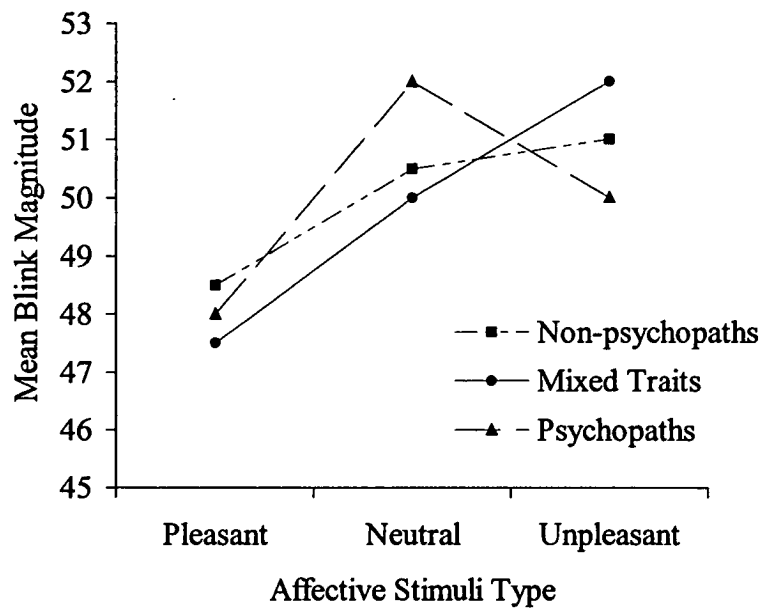 53
52
51
50
49
48
47
46
45
Mean Blink Magnitude
Non-psychopaths
Mixed Traits
Psychopaths
Pleasant Neutral Unpleasant
Affective Stimuli Type